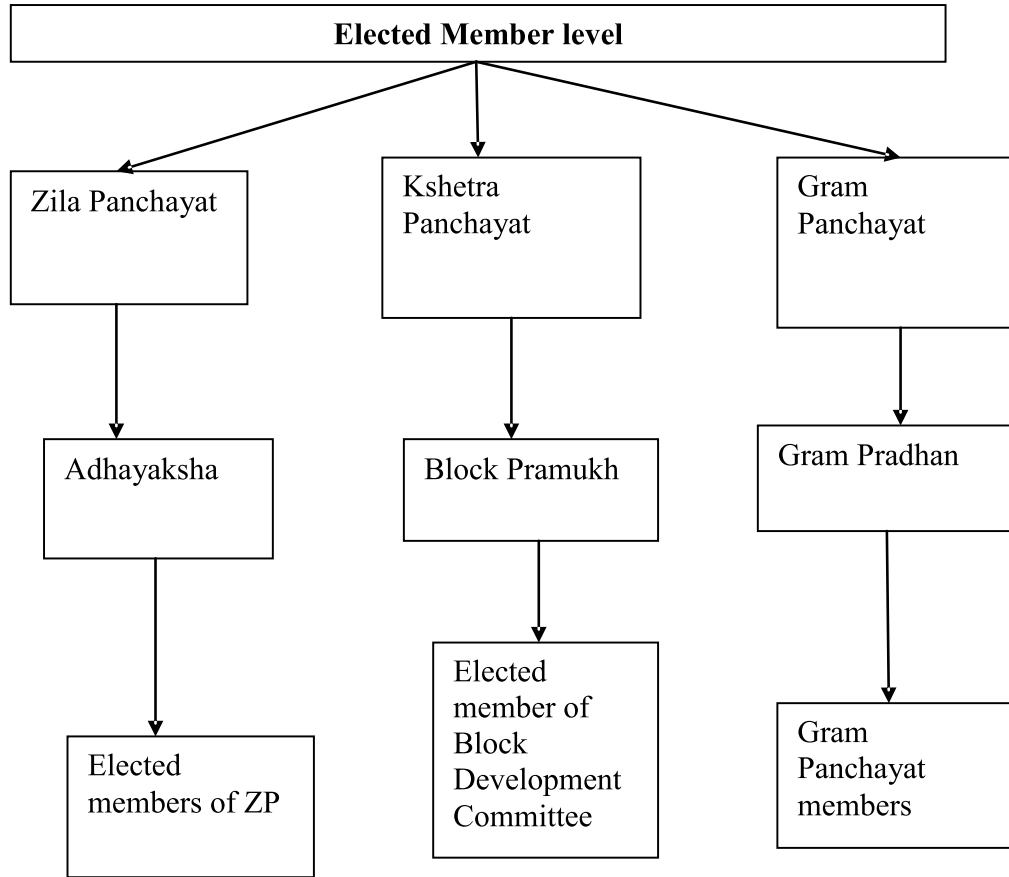 Elected Member level
Zila Panchayat
Kshetra
Panchayat
Gram
Panchayat
Adhayaksha
Block Pramukh
Gram Pradhan
Elected
members of ZP
Elected
member of
Block
Development
Committee
Gram
Panchayat
members